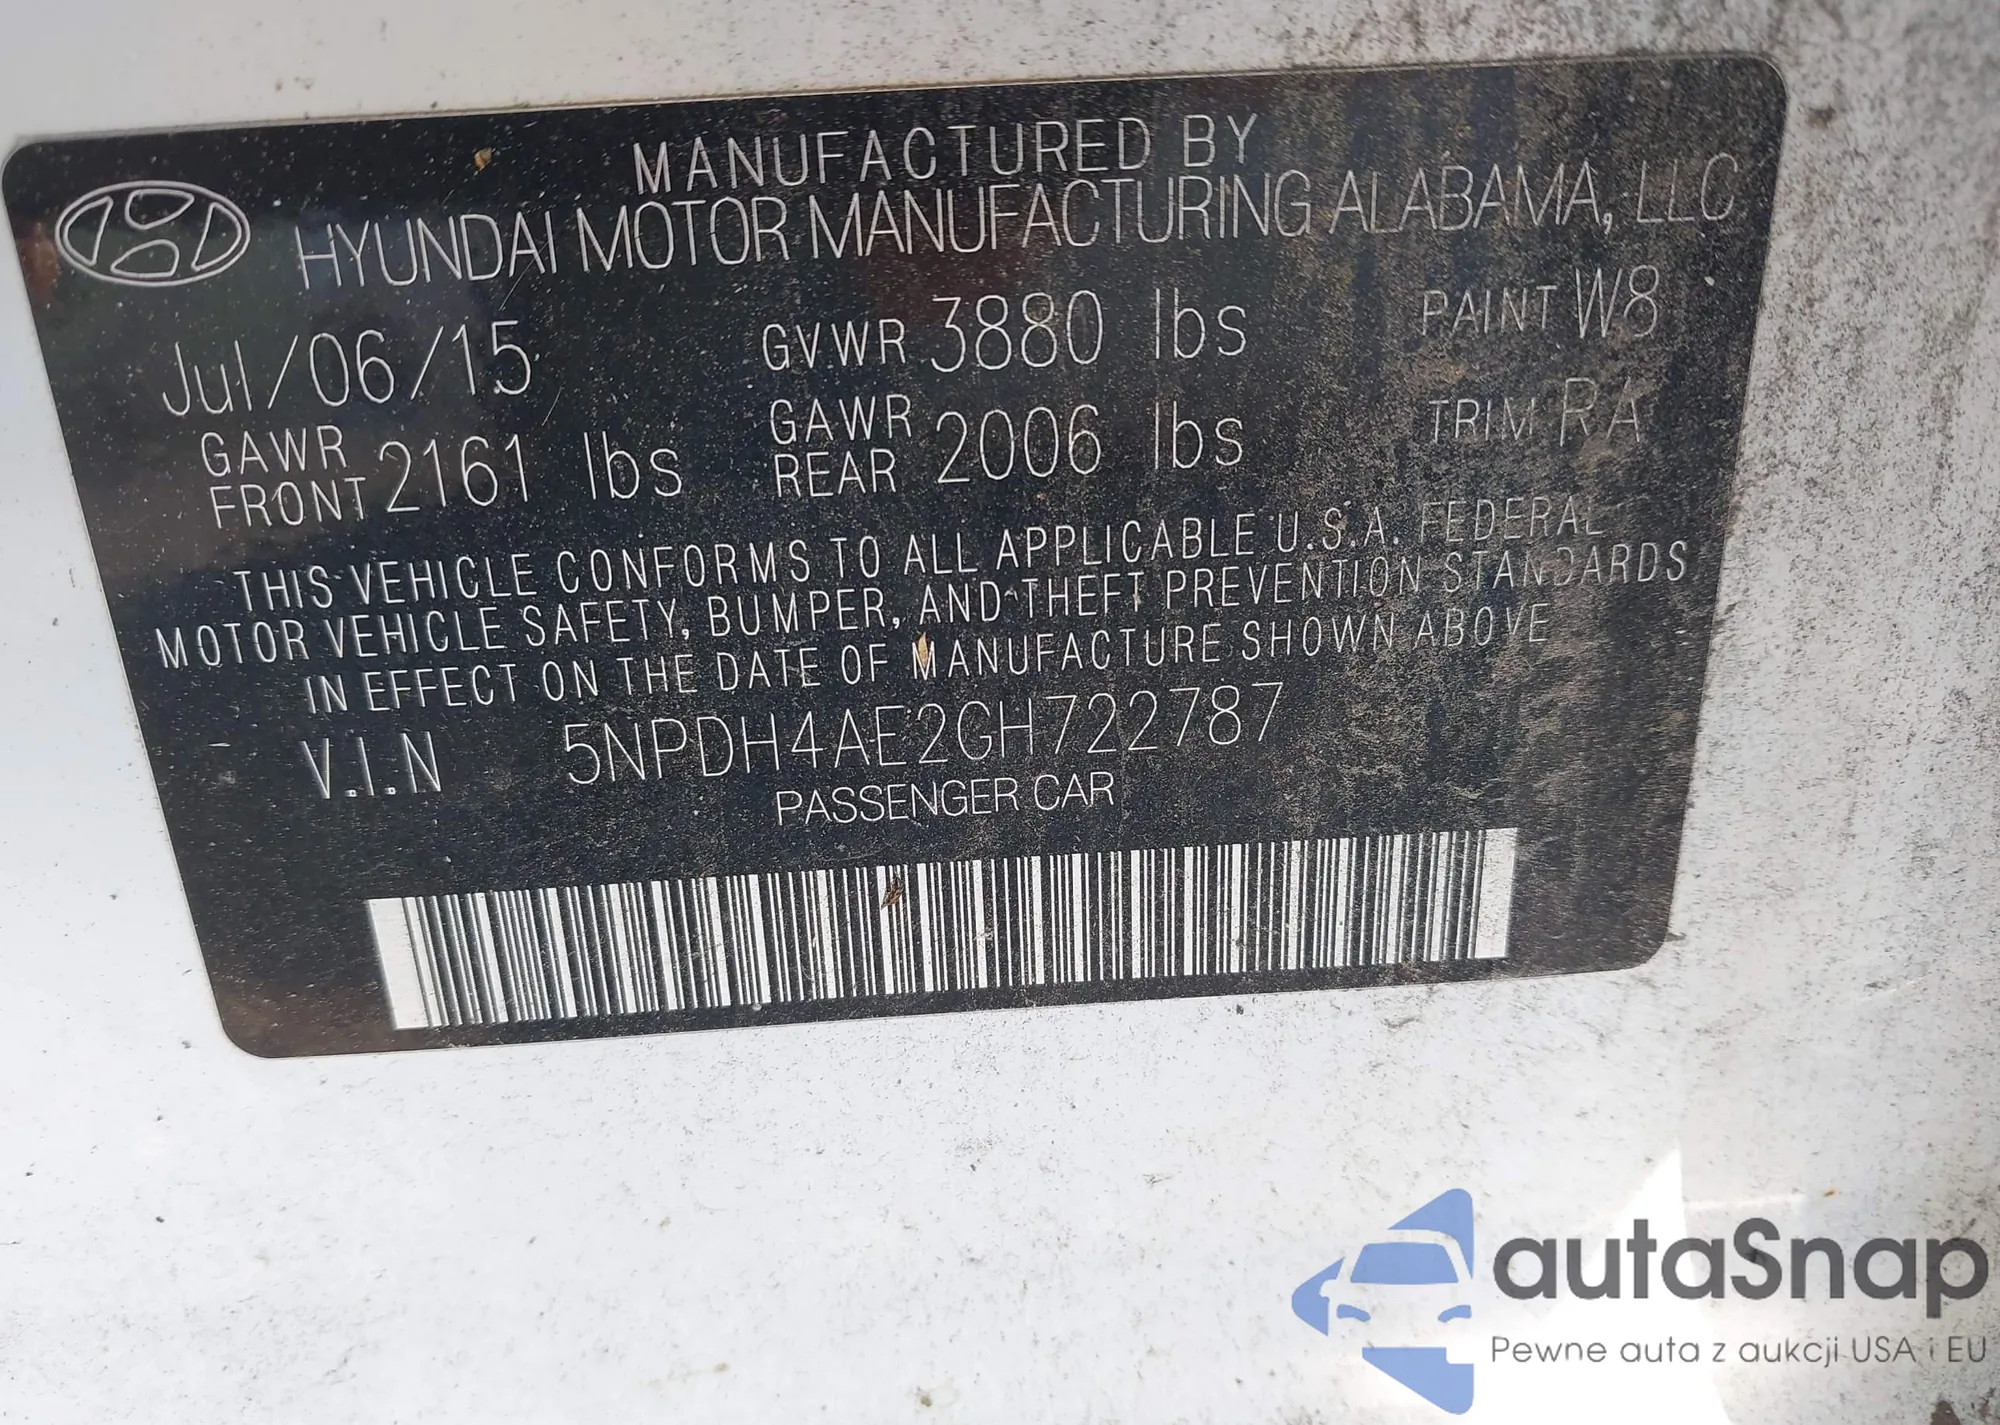 MANUFACTURED BY
HYUNDAI MOTOR MANUFACTURING ALABAMA, LLC
Jul/06/15 GVWR 3880 lbs PAINT W8
GAWR FRONT 2161 lbs GAWR REAR 2006 lbs TRIM RA
THIS VEHICLE CONFORMS TO ALL APPLICABLE U.S.A. FEDERAL
MOTOR VEHICLE SAFETY, BUMPER, AND THEFT PREVENTION STANDARDS
IN EFFECT ON THE DATE OF MANUFACTURE SHOWN ABOVE
V.I.N 5NPDH4AE2GH722787
PASSENGER CAR
autaSnap
Pewne auta z aukcji USA i EU